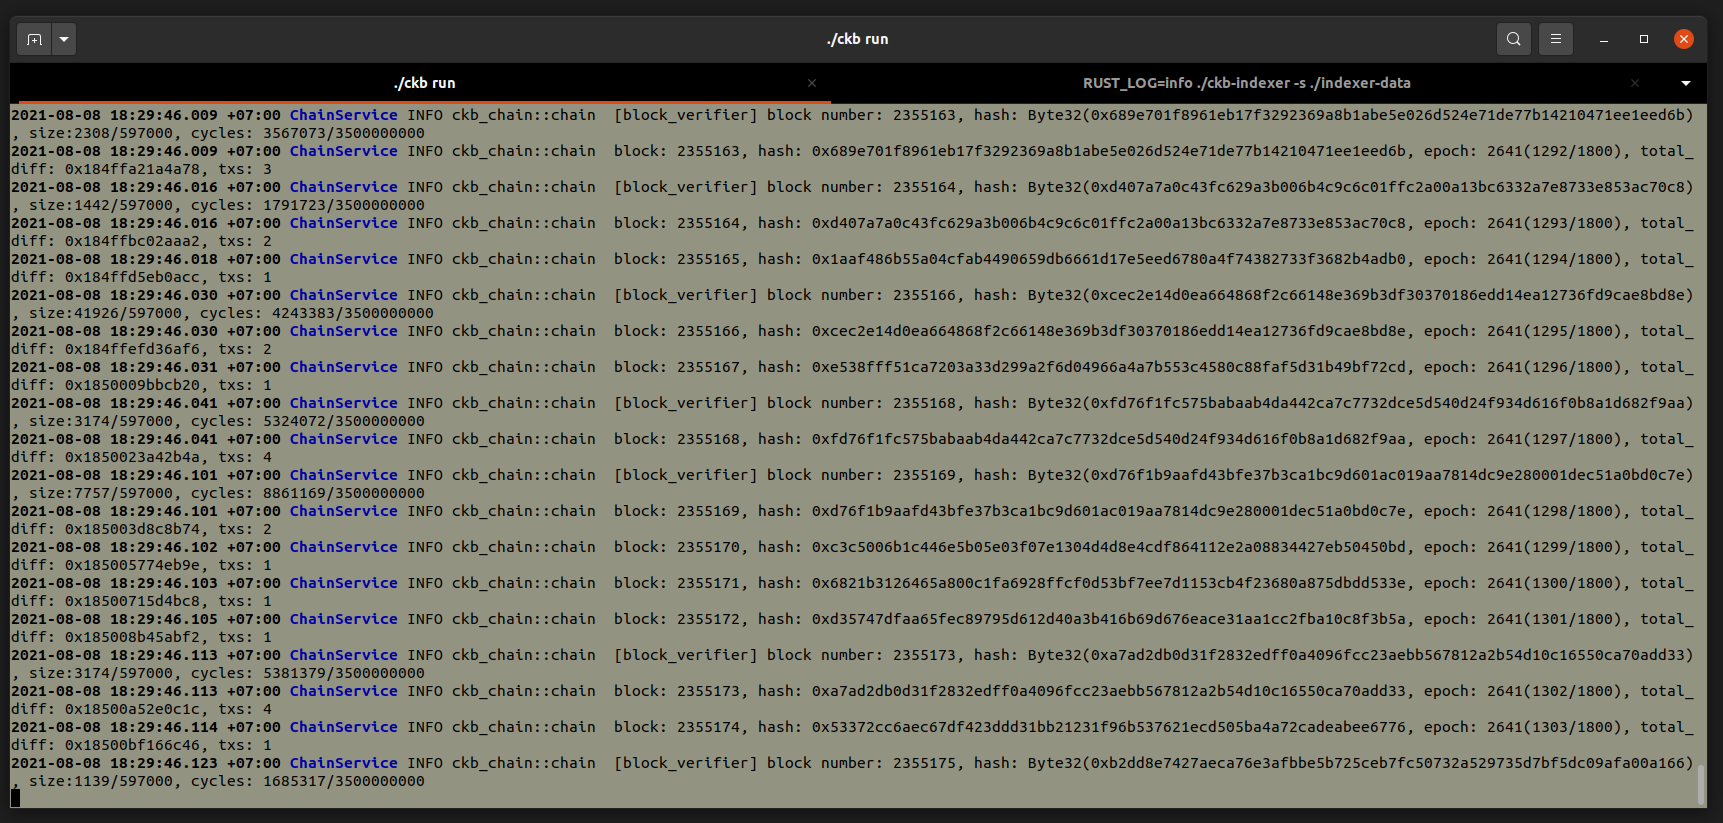 ./ckb run
./ckb run
RUST_LOG=info ./ckb-indexer -s ./indexer-data
2021-08-08 18:29:46.009 +07:00 ChainService INFO ckb_chain::chain  [block_verifier] block number: 2355163, hash: Byte32(0x689e701f8961eb17f3292369a8b1abe5e026d524e71de77b14210471ee1eed6b)
, size:2308/597000, cycles: 3567073/3500000000
2021-08-08 18:29:46.009 +07:00 ChainService INFO ckb_chain::chain  block: 2355163, hash: 0x689e701f8961eb17f3292369a8b1abe5e026d524e71de77b14210471ee1eed6b, epoch: 2641(1292/1800), total_
diff: 0x184ffa21a4a78, txs: 3
2021-08-08 18:29:46.016 +07:00 ChainService INFO ckb_chain::chain  [block_verifier] block number: 2355164, hash: Byte32(0xd407a7a0c43fc629a3b006b4c9c6c01ffc2a00a13bc6332a7e8733e853ac70c8)
, size:1442/597000, cycles: 1791723/3500000000
2021-08-08 18:29:46.016 +07:00 ChainService INFO ckb_chain::chain  block: 2355164, hash: 0xd407a7a0c43fc629a3b006b4c9c6c01ffc2a00a13bc6332a7e8733e853ac70c8, epoch: 2641(1293/1800), total_
diff: 0x184ffbc02aaa2, txs: 2
2021-08-08 18:29:46.018 +07:00 ChainService INFO ckb_chain::chain  block: 2355165, hash: 0x1aaf486b55a04cfab4490659db6661d17e5eed6780a4f74382733f3682b4adb0, epoch: 2641(1294/1800), total_
diff: 0x184ffd5eb0acc, txs: 1
2021-08-08 18:29:46.030 +07:00 ChainService INFO ckb_chain::chain  [block_verifier] block number: 2355166, hash: Byte32(0xcec2e14d0ea664868f2c66148e369b3df30370186edd14ea12736fd9cae8bd8e)
, size:41926/597000, cycles: 4243383/3500000000
2021-08-08 18:29:46.030 +07:00 ChainService INFO ckb_chain::chain  block: 2355166, hash: 0xcec2e14d0ea664868f2c66148e369b3df30370186edd14ea12736fd9cae8bd8e, epoch: 2641(1295/1800), total_
diff: 0x184ffefd36af6, txs: 2
2021-08-08 18:29:46.031 +07:00 ChainService INFO ckb_chain::chain  block: 2355167, hash: 0xe538fff51ca7203a33d299a2f6d04966a4a7b553c4580c88faf5d31b49bf72cd, epoch: 2641(1296/1800), total_
diff: 0x1850009bbcb20, txs: 1
2021-08-08 18:29:46.041 +07:00 ChainService INFO ckb_chain::chain  [block_verifier] block number: 2355168, hash: Byte32(0xfd76f1fc575babaab4da442ca7c7732dce5d540d24f934d616f0b8a1d682f9aa)
, size:3174/597000, cycles: 5324072/3500000000
2021-08-08 18:29:46.041 +07:00 ChainService INFO ckb_chain::chain  block: 2355168, hash: 0xfd76f1fc575babaab4da442ca7c7732dce5d540d24f934d616f0b8a1d682f9aa, epoch: 2641(1297/1800), total_
diff: 0x1850023a42b4a, txs: 4
2021-08-08 18:29:46.101 +07:00 ChainService INFO ckb_chain::chain  [block_verifier] block number: 2355169, hash: Byte32(0xd76f1b9aafd43bfe37b3ca1bc9d601ac019aa7814dc9e280001dec51a0bd0c7e)
, size:7757/597000, cycles: 8861169/3500000000
2021-08-08 18:29:46.101 +07:00 ChainService INFO ckb_chain::chain  block: 2355169, hash: 0xd76f1b9aafd43bfe37b3ca1bc9d601ac019aa7814dc9e280001dec51a0bd0c7e, epoch: 2641(1298/1800), total_
diff: 0x185003d8c8b74, txs: 2
2021-08-08 18:29:46.102 +07:00 ChainService INFO ckb_chain::chain  block: 2355170, hash: 0xc3c5006b1c446e5b05e03f07e1304d4d8e4cdf864112e2a08834427eb50450bd, epoch: 2641(1299/1800), total_
diff: 0x185005774eb9e, txs: 1
2021-08-08 18:29:46.103 +07:00 ChainService INFO ckb_chain::chain  block: 2355171, hash: 0x6821b3126465a800c1fa6928ffcf0d53bf7ee7d1153cb4f23680a875dbdd533e, epoch: 2641(1300/1800), total_
diff: 0x18500715d4bc8, txs: 1
2021-08-08 18:29:46.105 +07:00 ChainService INFO ckb_chain::chain  block: 2355172, hash: 0xd35747dfaa65fec89795d612d40a3b416b69d676eace31aa1cc2fba10c8f3b5a, epoch: 2641(1301/1800), total_
diff: 0x185008b45abf2, txs: 1
2021-08-08 18:29:46.113 +07:00 ChainService INFO ckb_chain::chain  [block_verifier] block number: 2355173, hash: Byte32(0xa7ad2db0d31f2832edff0a4096fcc23aebb567812a2b54d10c16550ca70add33)
, size:3174/597000, cycles: 5381379/3500000000
2021-08-08 18:29:46.113 +07:00 ChainService INFO ckb_chain::chain  block: 2355173, hash: 0xa7ad2db0d31f2832edff0a4096fcc23aebb567812a2b54d10c16550ca70add33, epoch: 2641(1302/1800), total_
diff: 0x18500a52e0c1c, txs: 4
2021-08-08 18:29:46.114 +07:00 ChainService INFO ckb_chain::chain  block: 2355174, hash: 0x53372cc6aec67df423ddd31bb21231f96b537621ecd505ba4a72cadeabee6776, epoch: 2641(1303/1800), total_
diff: 0x18500bf166c46, txs: 1
2021-08-08 18:29:46.123 +07:00 ChainService INFO ckb_chain::chain  [block_verifier] block number: 2355175, hash: Byte32(0xb2dd8e7427aeca76e3afbbe5b725ceb7fc50732a529735d7bf5dc09afa00a166)
, size:1139/597000, cycles: 1685317/3500000000